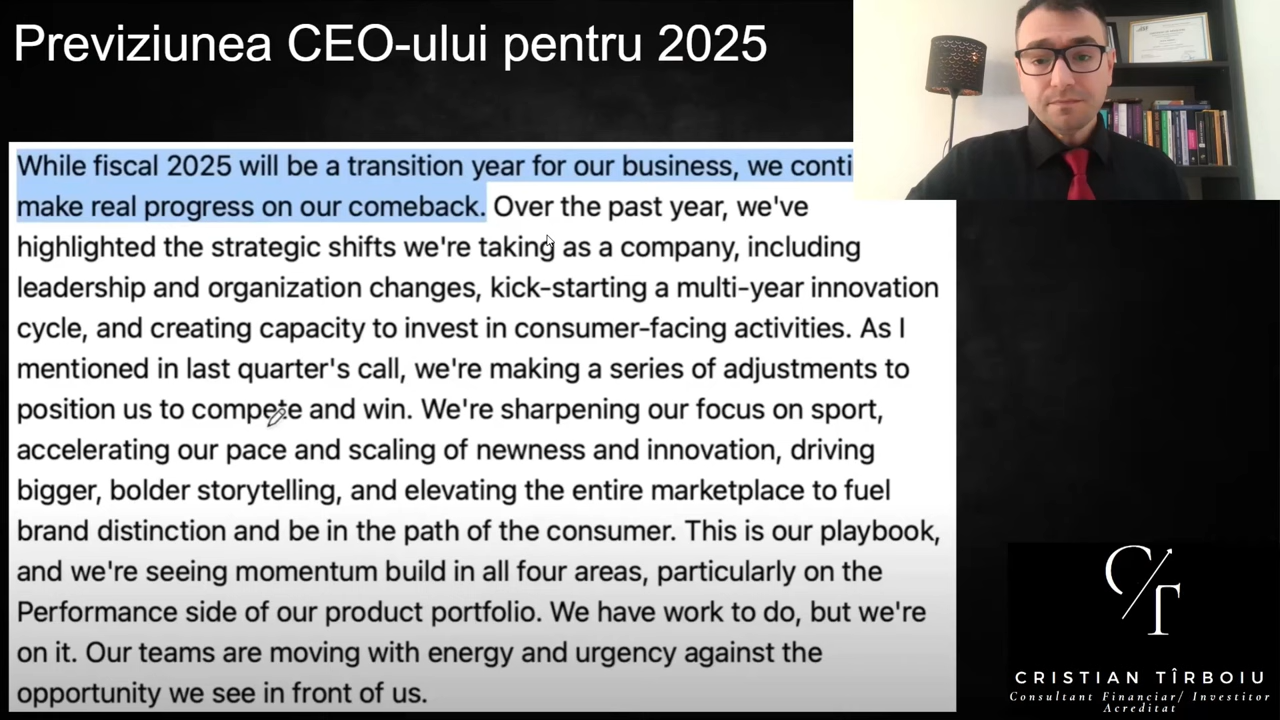 Previziunea CEO-ului pentru 2025
While fiscal 2025 will be a transition year for our business, we conti
make real progress on our comeback. Over the past year, we've
highlighted the strategic shifts we're taking as a company, including
leadership and organization changes, kick-starting a multi-year innovation
cycle, and creating capacity to invest in consumer-facing activities. As I
mentioned in last quarter's call, we're making a series of adjustments to
position us to compete and win. We're sharpening our focus on sport,
accelerating our pace and scaling of newness and innovation, driving
bigger, bolder storytelling, and elevating the entire marketplace to fuel
brand distinction and be in the path of the consumer. This is our playbook,
and we're seeing momentum build in all four areas, particularly on the
Performance side of our product portfolio. We have work to do, but we're
on it. Our teams are moving with energy and urgency against the
opportunity we see in front of us.
C/T
CRISTIAN TÎRBOIU
Consultant Financiar/ Investitor
Acreditat